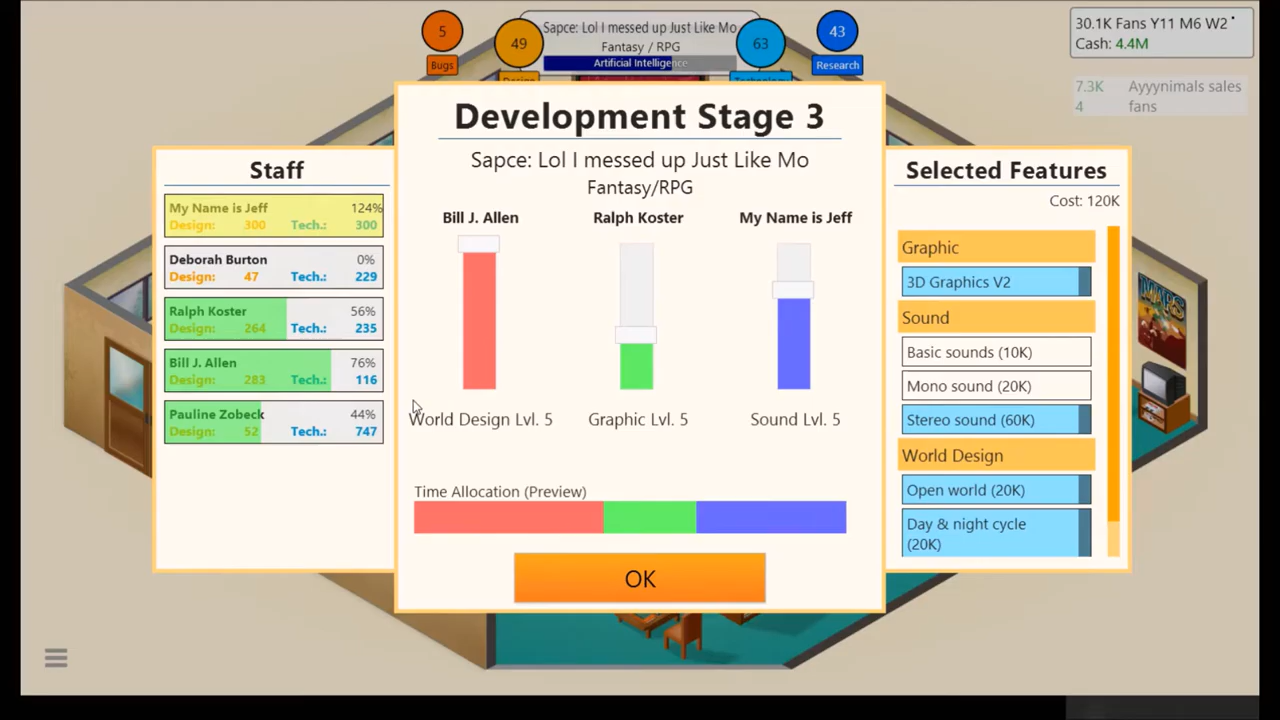 5
Bugs
49
Sapce: Lol I messed up Just Like Mo
Fantasy / RPG
Artificial Intelligence
63
43
Research
30.1K Fans Y11 M6 W2
Cash: 4.4M
7.3K Ayyynimals sales
4 fans
Development Stage 3
Sapce: Lol I messed up Just Like Mo
Fantasy/RPG
Staff
My Name is Jeff 124%
Design: 300 Tech.: 300
Deborah Burton 0%
Design: 47 Tech.: 229
Ralph Koster 56%
Design: 264 Tech.: 235
Bill J. Allen 76%
Design: 283 Tech.: 116
Pauline Zobeck 44%
Design: 52 Tech.: 747
Bill J. Allen Ralph Koster My Name is Jeff
World Design Lvl. 5 Graphic Lvl. 5 Sound Lvl. 5
Time Allocation (Preview)
OK
Selected Features
Cost: 120K
Graphic
3D Graphics V2
Sound
Basic sounds (10K)
Mono sound (20K)
Stereo sound (60K)
World Design
Open world (20K)
Day & night cycle
(20K)